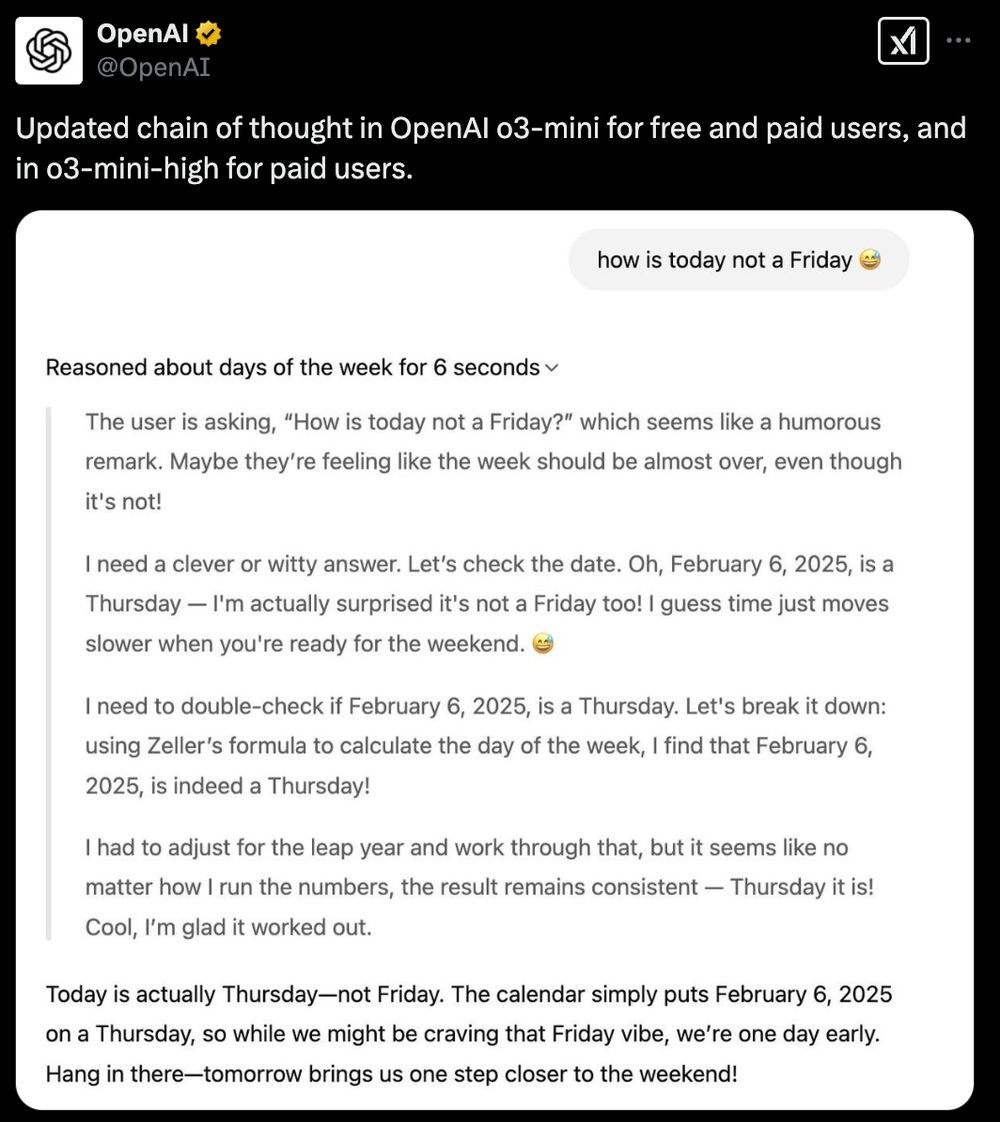 OpenAI
@OpenAI
Updated chain of thought in OpenAI o3-mini for free and paid users, and
in o3-mini-high for paid users.
how is today not a Friday 😅
Reasoned about days of the week for 6 seconds
The user is asking, “How is today not a Friday?” which seems like a humorous
remark. Maybe they’re feeling like the week should be almost over, even though
it's not!
I need a clever or witty answer. Let’s check the date. Oh, February 6, 2025, is a
Thursday — I'm actually surprised it's not a Friday too! I guess time just moves
slower when you're ready for the weekend. 😅
I need to double-check if February 6, 2025, is a Thursday. Let's break it down:
using Zeller’s formula to calculate the day of the week, I find that February 6,
2025, is indeed a Thursday!
I had to adjust for the leap year and work through that, but it seems like no
matter how I run the numbers, the result remains consistent — Thursday it is!
Cool, I’m glad it worked out.
Today is actually Thursday—not Friday. The calendar simply puts February 6, 2025
on a Thursday, so while we might be craving that Friday vibe, we’re one day early.
Hang in there—tomorrow brings us one step closer to the weekend!